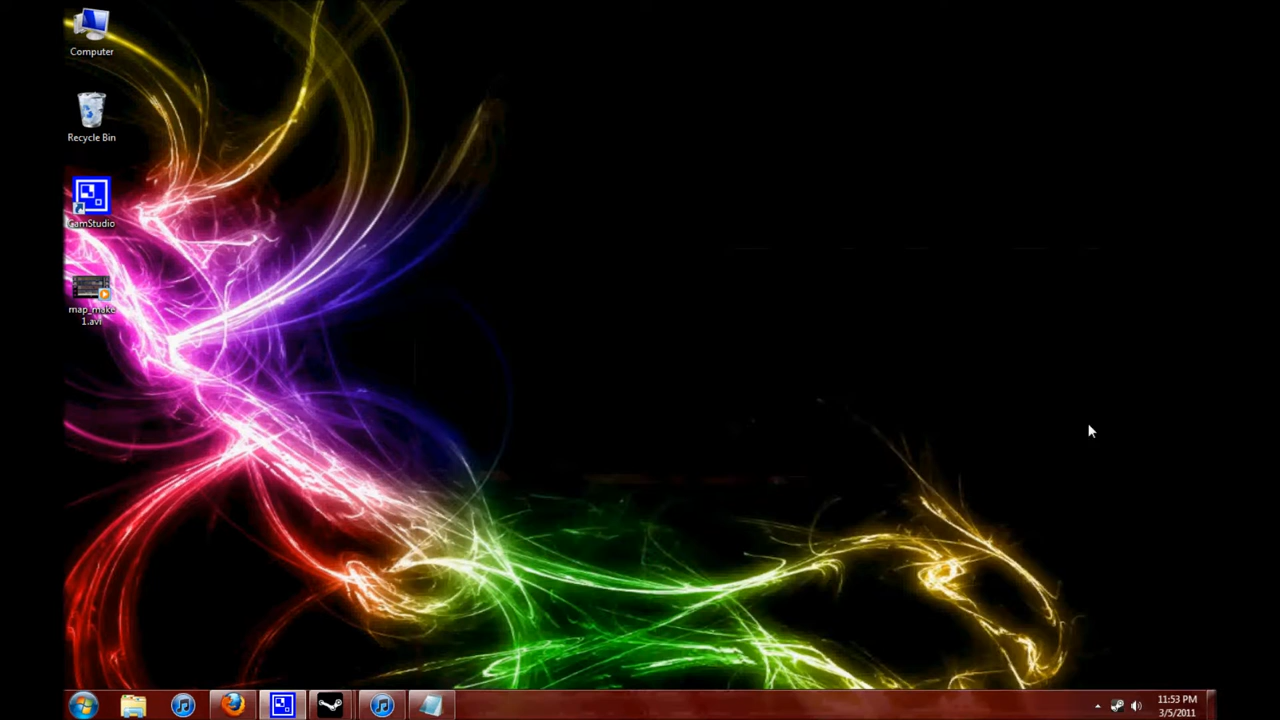 Computer
Recycle Bin
CamStudio
map_make
1.avi
11:53 PM
3/5/2011